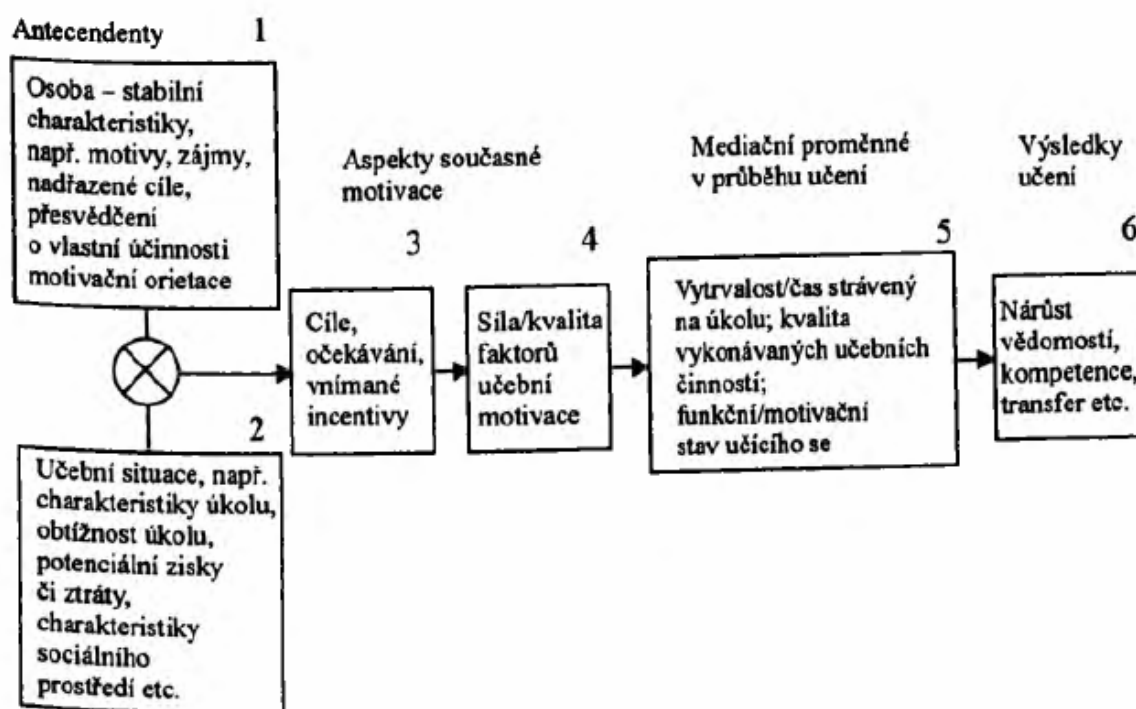 Antecendenty 1
Osoba – stabilní
charakteristiky,
např. motivy, zájmy,
nadřazené cíle,
přesvědčení
o vlastní účinnosti
motivační orietace
Aspekty současné
motivace
3
Cíle,
očekávání,
vnímané
incentivy
4
Síla/kvalita
faktorů
učební
motivace
Mediační proměnné
v průběhu učení
5
Vytrvalost/čas strávený
na úkolu; kvalita
vykonávaných učebních
činností;
funkční/motivační
stav učícího se
Výsledky
učení
6
Nárůst
vědomostí,
kompetence,
transfer etc.
2
Učební situace, např.
charakteristiky úkolu,
obtížnost úkolu,
potenciální zisky
či ztráty,
charakteristiky
sociálního
prostředí etc.